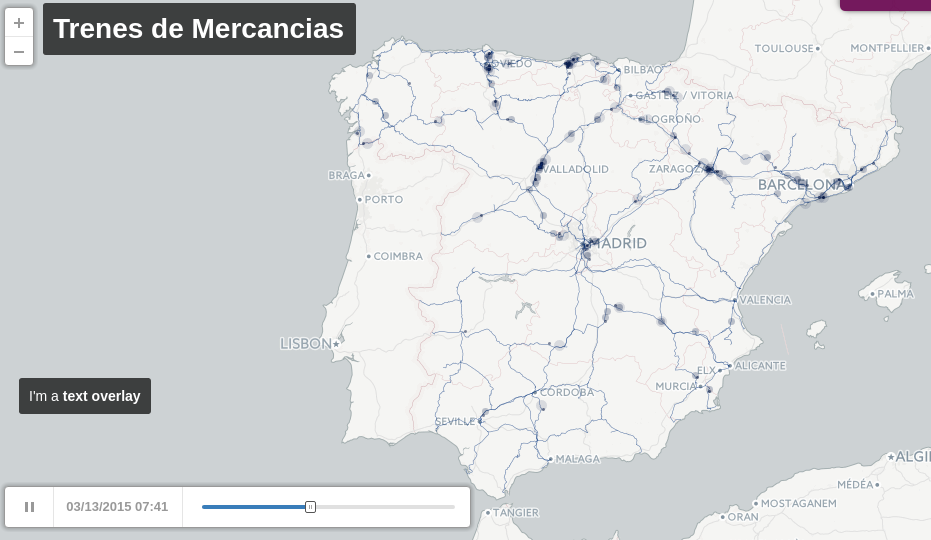 +
Trenes de Mercancias
−
TOULOUSE
MONTPELLIER
OVIEDO
BILBAO
GASTEIZ / VITORIA
LOGROÑO
VALLADOLID
ZARAGOZA
BRAGA
BARCELONA
PORTO
MADRID
COIMBRA
PALMA
VALENCIA
LISBON
ALICANTE
ELX
MURCIA
I'm a text overlay
CÓRDOBA
SEVILLE
MALAGA
ALGI
MÉDÉA
03/13/2015 07:41
MOSTAGANEM
TANGIER
ORAN